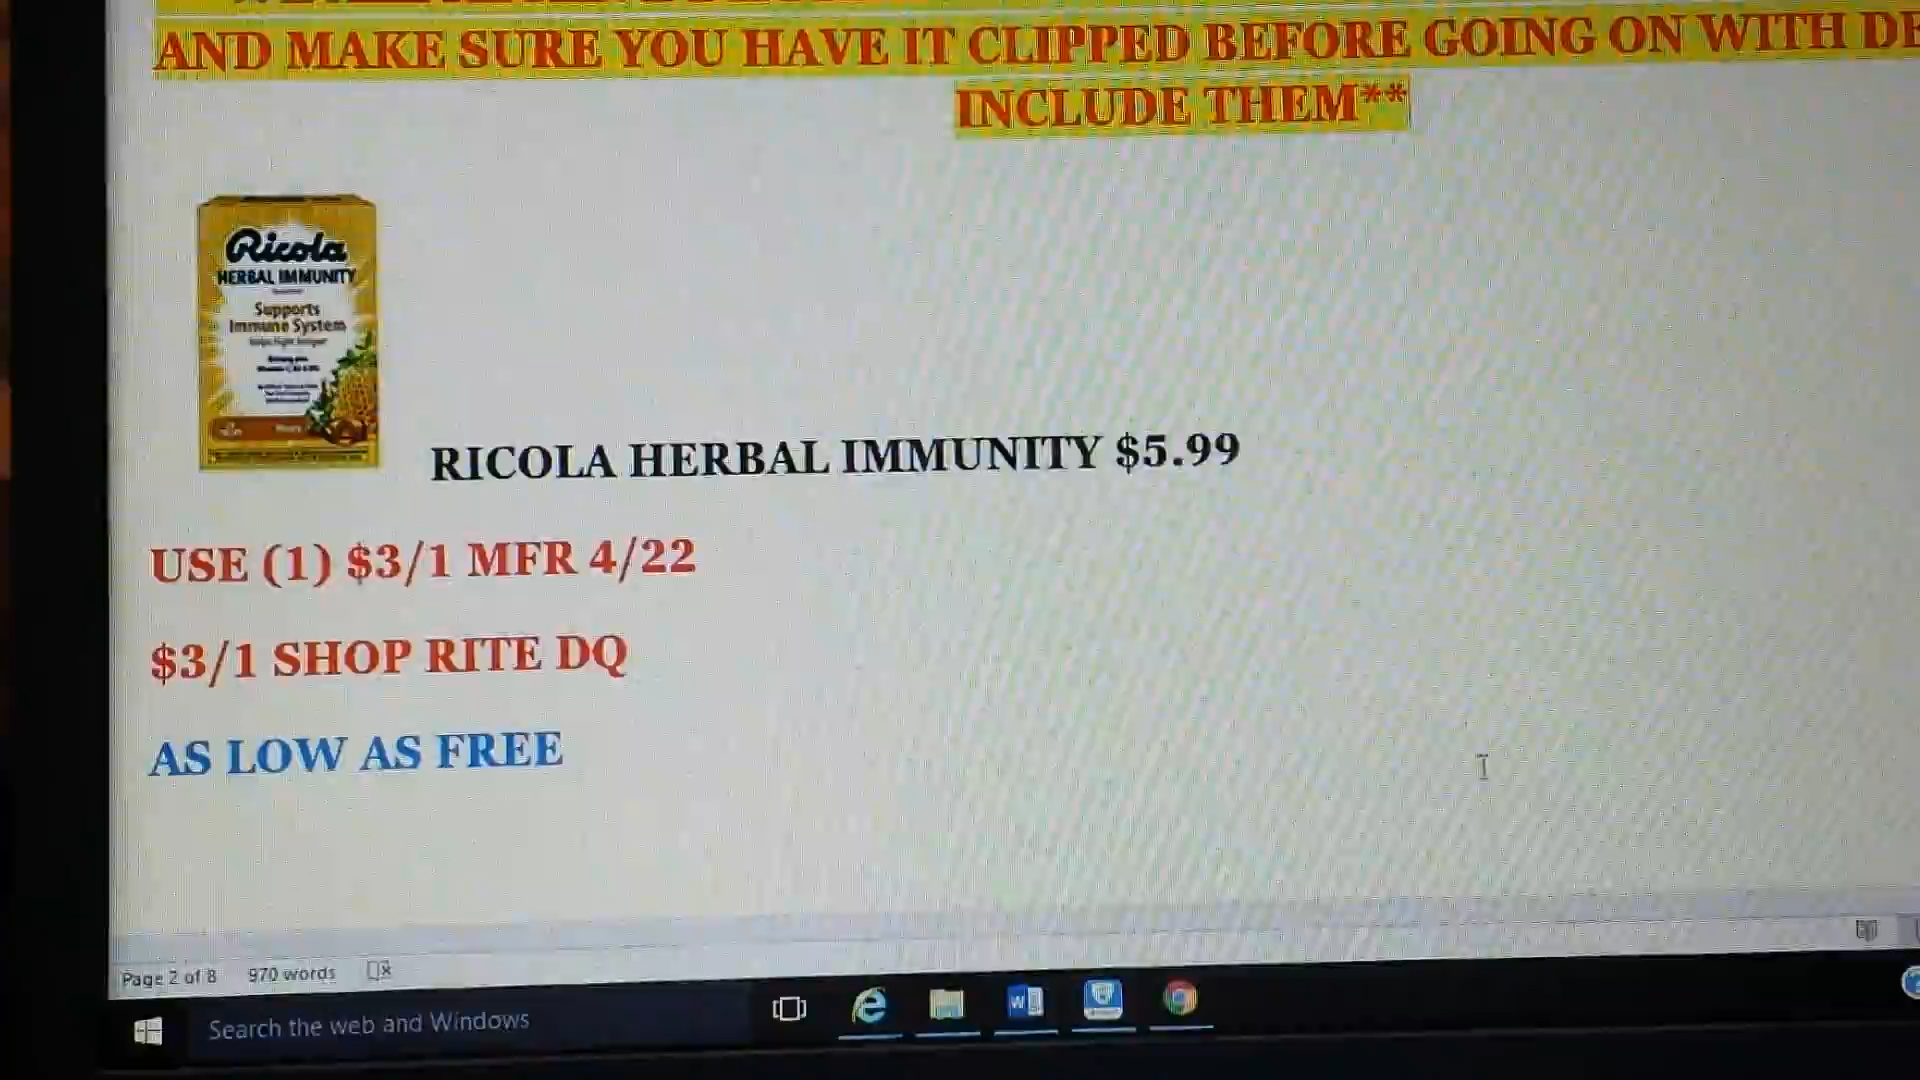 AND MAKE SURE YOU HAVE IT CLIPPED BEFORE GOING ON WITH DE
INCLUDE THEM**
Ricola
HERBAL IMMUNITY
Supports
Immune System
RICOLA HERBAL IMMUNITY $5.99
USE (1) $3/1 MFR 4/22
$3/1 SHOP RITE DQ
AS LOW AS FREE
Page 2 of 8 970 words
Search the web and Windows